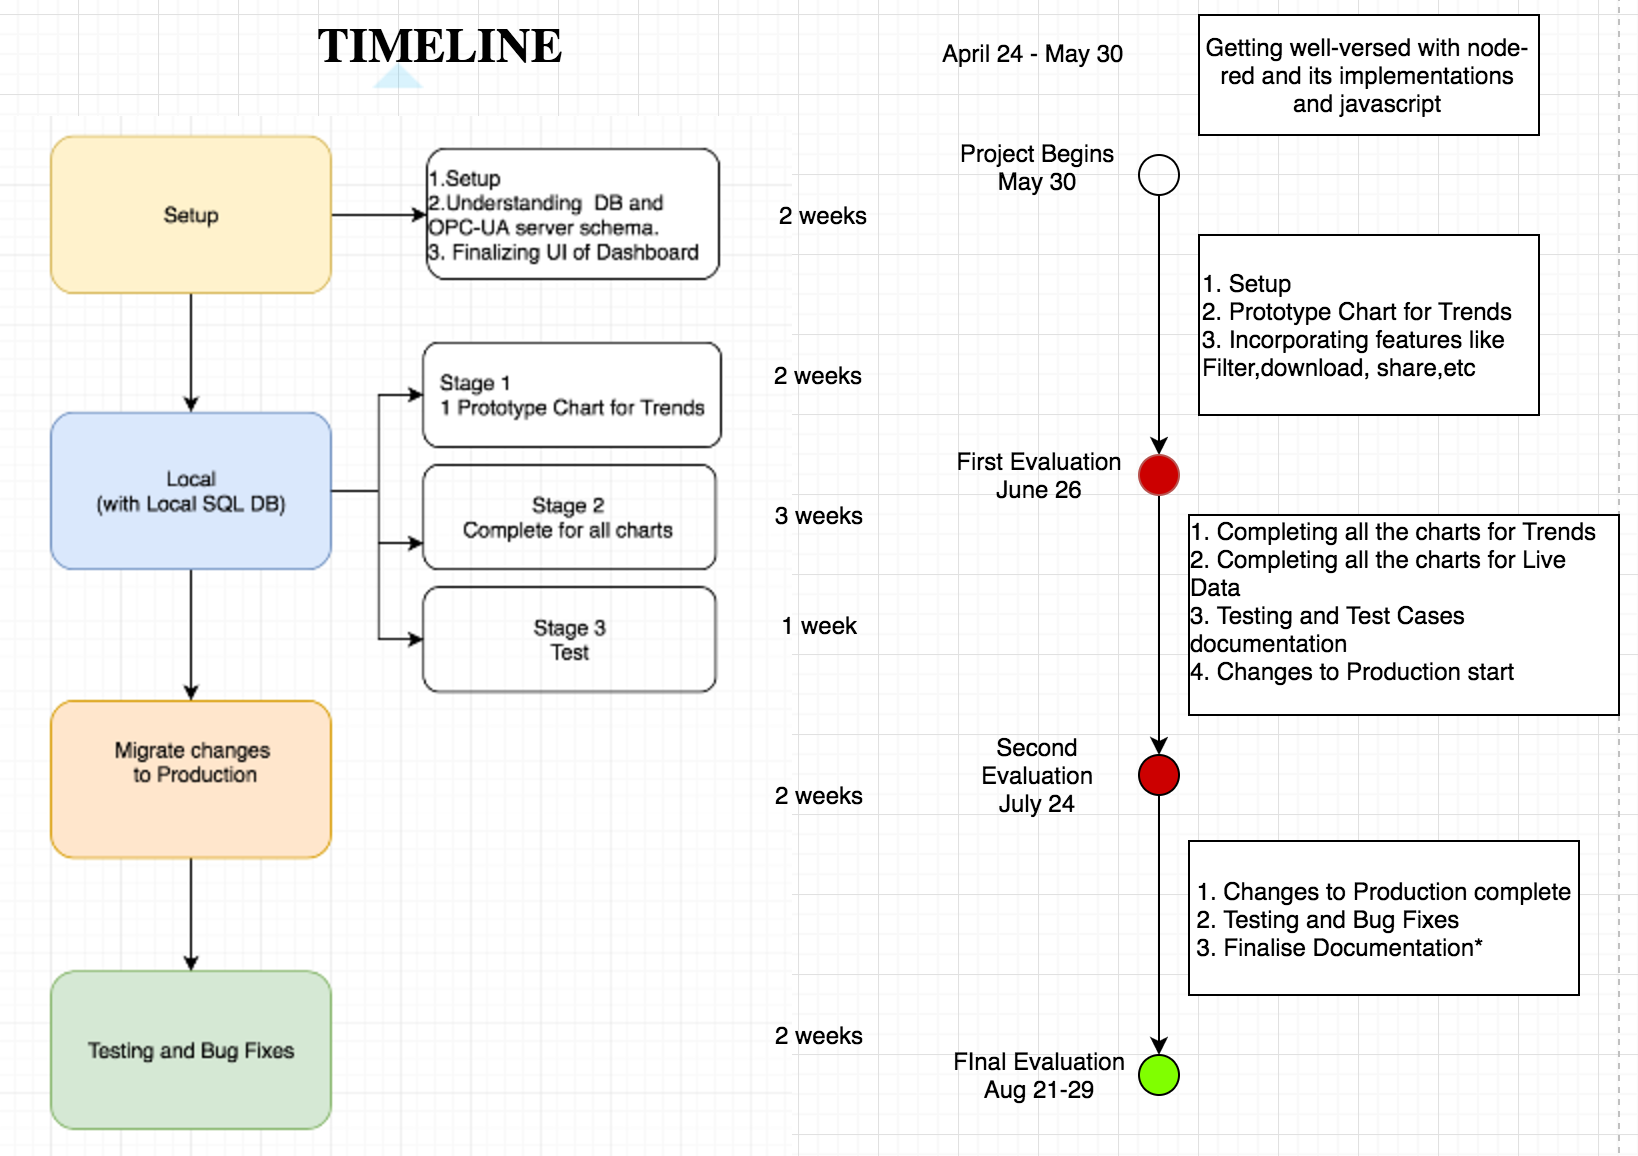 TIMELINE
Setup
1.Setup
2.Understanding DB and
OPC-UA server schema.
3. Finalizing UI of Dashboard
2 weeks
Local
(with Local SQL DB)
Stage 1
1 Prototype Chart for Trends
2 weeks
Stage 2
Complete for all charts
3 weeks
Stage 3
Test
1 week
Migrate changes
to Production
2 weeks
Testing and Bug Fixes
2 weeks
April 24 - May 30
Getting well-versed with node-
red and its implementations
and javascript
Project Begins
May 30
1. Setup
2. Prototype Chart for Trends
3. Incorporating features like
Filter,download, share,etc
First Evaluation
June 26
1. Completing all the charts for Trends
2. Completing all the charts for Live
Data
3. Testing and Test Cases
documentation
4. Changes to Production start
Second
Evaluation
July 24
1. Changes to Production complete
2. Testing and Bug Fixes
3. Finalise Documentation*
FInal Evaluation
Aug 21-29